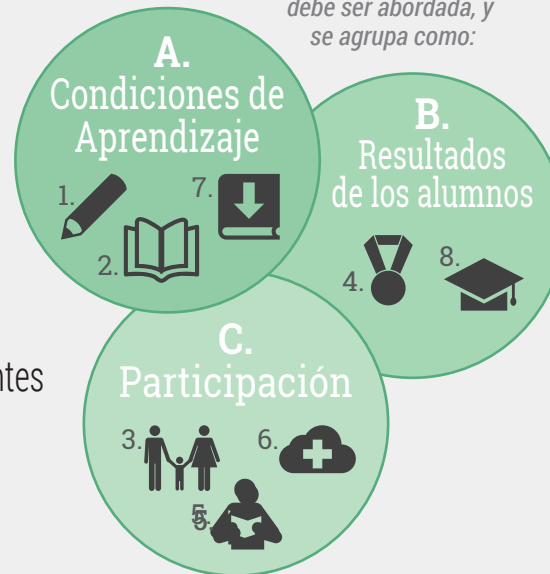 debe ser abordada, y
se agrupa como:
A.
Condiciones de
Aprendizaje
1.
7.
2.
B.
Resultados
de los alumnos
4.
8.
ntes
C.
Participación
3.
6.
5.